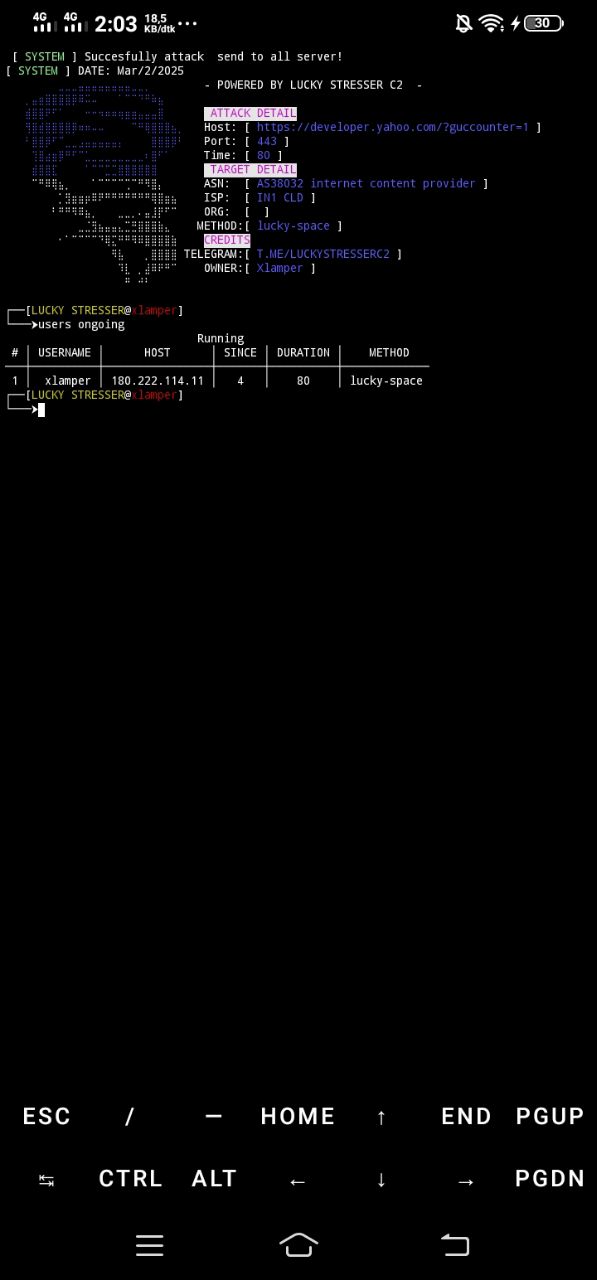 4G 4G 2:03 18,5 KB/dtk ••• 30
[ SYSTEM ] Succesfully attack send to all server!
[ SYSTEM ] DATE: Mar/2/2025
- POWERED BY LUCKY STRESSER C2 -
ATTACK DETAIL
Host: [ https://developer.yahoo.com/?guccounter=1 ]
Port: [ 443 ]
Time: [ 80 ]
TARGET DETAIL
ASN: [ AS38032 internet content provider ]
ISP: [ IN1 CLD ]
ORG: [ ]
METHOD: [ lucky-space ]
CREDITS
TELEGRAM: [ T.ME/LUCKYSTRESSERC2 ]
OWNER: [ Xlamper ]
[LUCKY STRESSER@xlamper]
➤users ongoing
Running
# │ USERNAME │ HOST │ SINCE │ DURATION │ METHOD
1 │ xlamper │ 180.222.114.11 │ 4 │ 80 │ lucky-space
[LUCKY STRESSER@xlamper]
➤
ESC / — HOME ↑ END PGUP
↹ CTRL ALT ← ↓ → PGDN